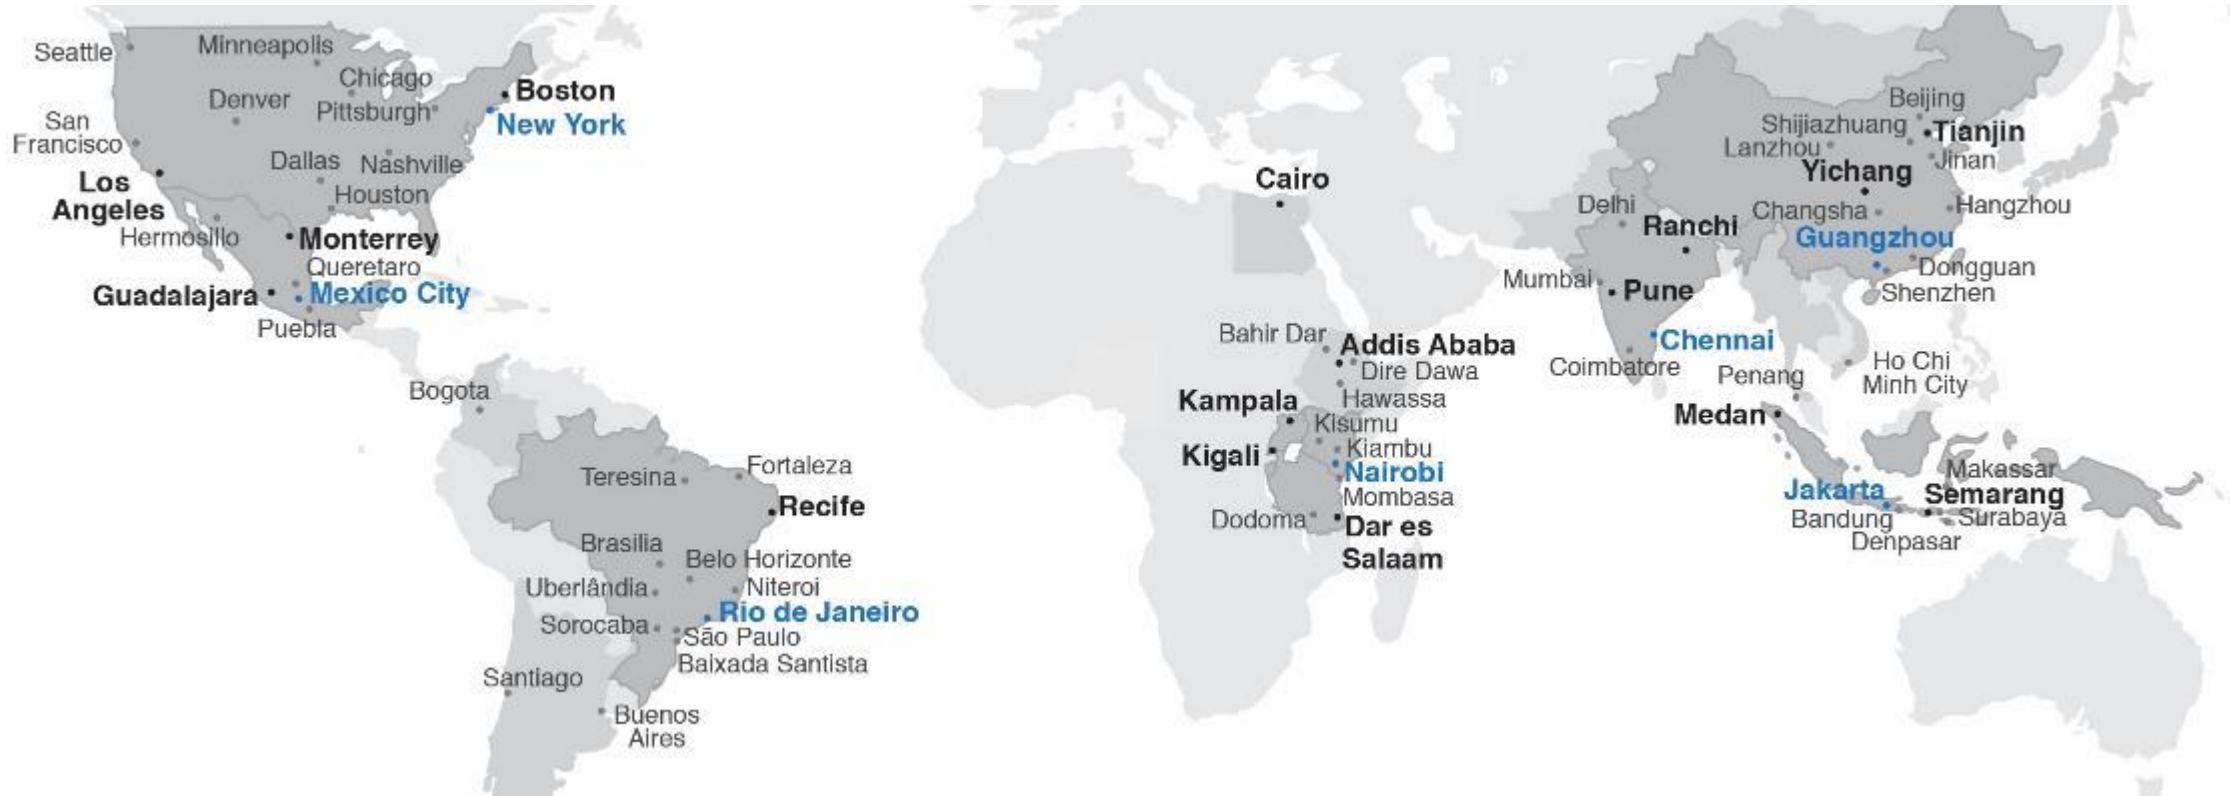 Seattle
Minneapolis
Chicago
Denver
Pittsburgh
Boston
New York
San
Francisco
Dallas
Nashville
Los
Angeles
Houston
Hermosillo
Monterrey
Queretaro
Guadalajara
Mexico City
Puebla
Bogota
Teresina
Fortaleza
Recife
Brasilia
Belo Horizonte
Uberlândia
Niteroi
Rio de Janeiro
Sorocaba
São Paulo
Baixada Santista
Santiago
Buenos
Aires
Cairo
Bahir Dar
Addis Ababa
Dire Dawa
Hawassa
Kampala
Kisumu
Kiambu
Kigali
Nairobi
Mombasa
Dodoma
Dar es
Salaam
Beijing
Shijiazhuang
Tianjin
Lanzhou
Jinan
Yichang
Delhi
Changsha
Hangzhou
Ranchi
Guangzhou
Dongguan
Mumbai
Pune
Shenzhen
Chennai
Coimbatore
Ho Chi
Minh City
Penang
Medan
Makassar
Jakarta
Semarang
Bandung
Surabaya
Denpasar